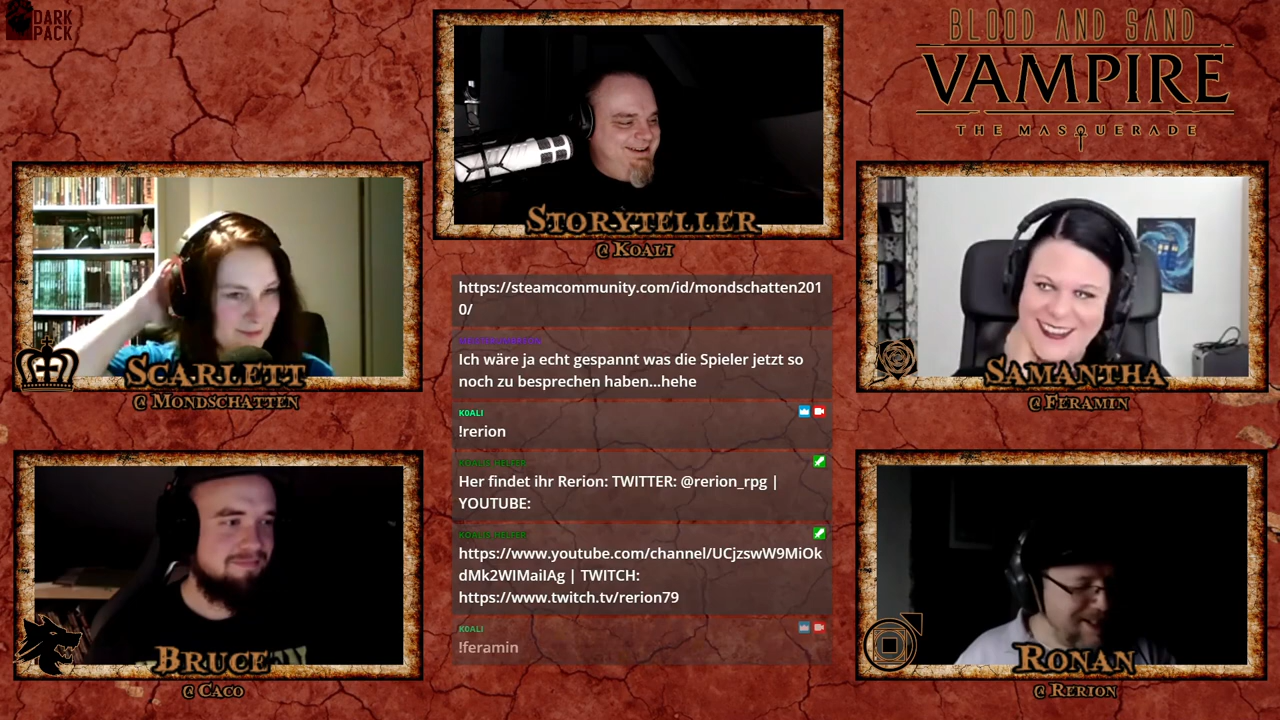 DARK
PACK
BLOOD AND SAND
VAMPIRE
THE MASQUERADE
STORYTELLER
@ KOALI
SCARLETT
@ MONDSCHATTEN
SAMANTHA
@ FERAMIN
https://steamcommunity.com/id/mondschatten201
0/
Ich wäre ja echt gespannt was die Spieler jetzt so
noch zu besprechen haben...hehe
KOALI
!rerion
KOALIS_HELFER
Her findet ihr Rerion: TWITTER: @rerion_rpg |
YOUTUBE:
KOALIS_HELFER
https://www.youtube.com/channel/UCjzswW9MiOk
dMk2WIMailAg | TWITCH:
https://www.twitch.tv/rerion79
KOALI
!feramin
BRUCE
@ CACO
RONAN
@ RERION